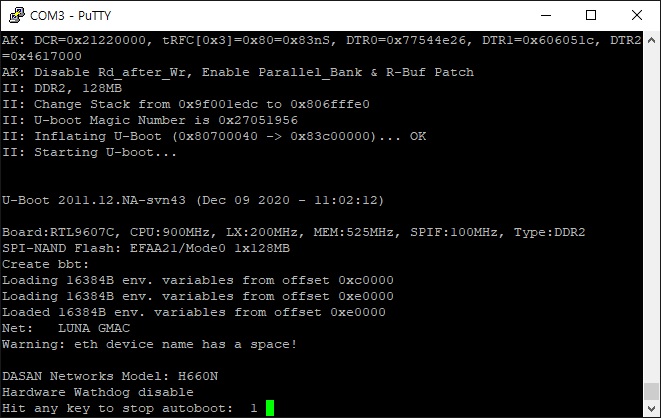 COM3 - PuTTY
AK: DCR=0x21220000, tRFC[0x3]=0x80=0x83nS, DTR0=0x77544e26, DTR1=0x606051c, DTR2
=0x4617000
AK: Disable Rd_after_Wr, Enable Parallel_Bank & R-Buf Patch
II: DDR2, 128MB
II: Change Stack from 0x9f001edc to 0x806fffe0
II: U-boot Magic Number is 0x27051956
II: Inflating U-Boot (0x80700040 -> 0x83c00000)... OK
II: Starting U-boot...
U-Boot 2011.12.NA-svn43 (Dec 09 2020 - 11:02:12)
Board:RTL9607C, CPU:900MHz, LX:200MHz, MEM:525MHz, SPIF:100MHz, Type:DDR2
SPI-NAND Flash: EFAA21/Mode0 1x128MB
Create bbt:
Loading 16384B env. variables from offset 0xc0000
Loading 16384B env. variables from offset 0xe0000
Loaded 16384B env. variables from offset 0xe0000
Net:   LUNA GMAC
Warning: eth device name has a space!
DASAN Networks Model: H660N
Hardware Wathdog disable
Hit any key to stop autoboot:  1